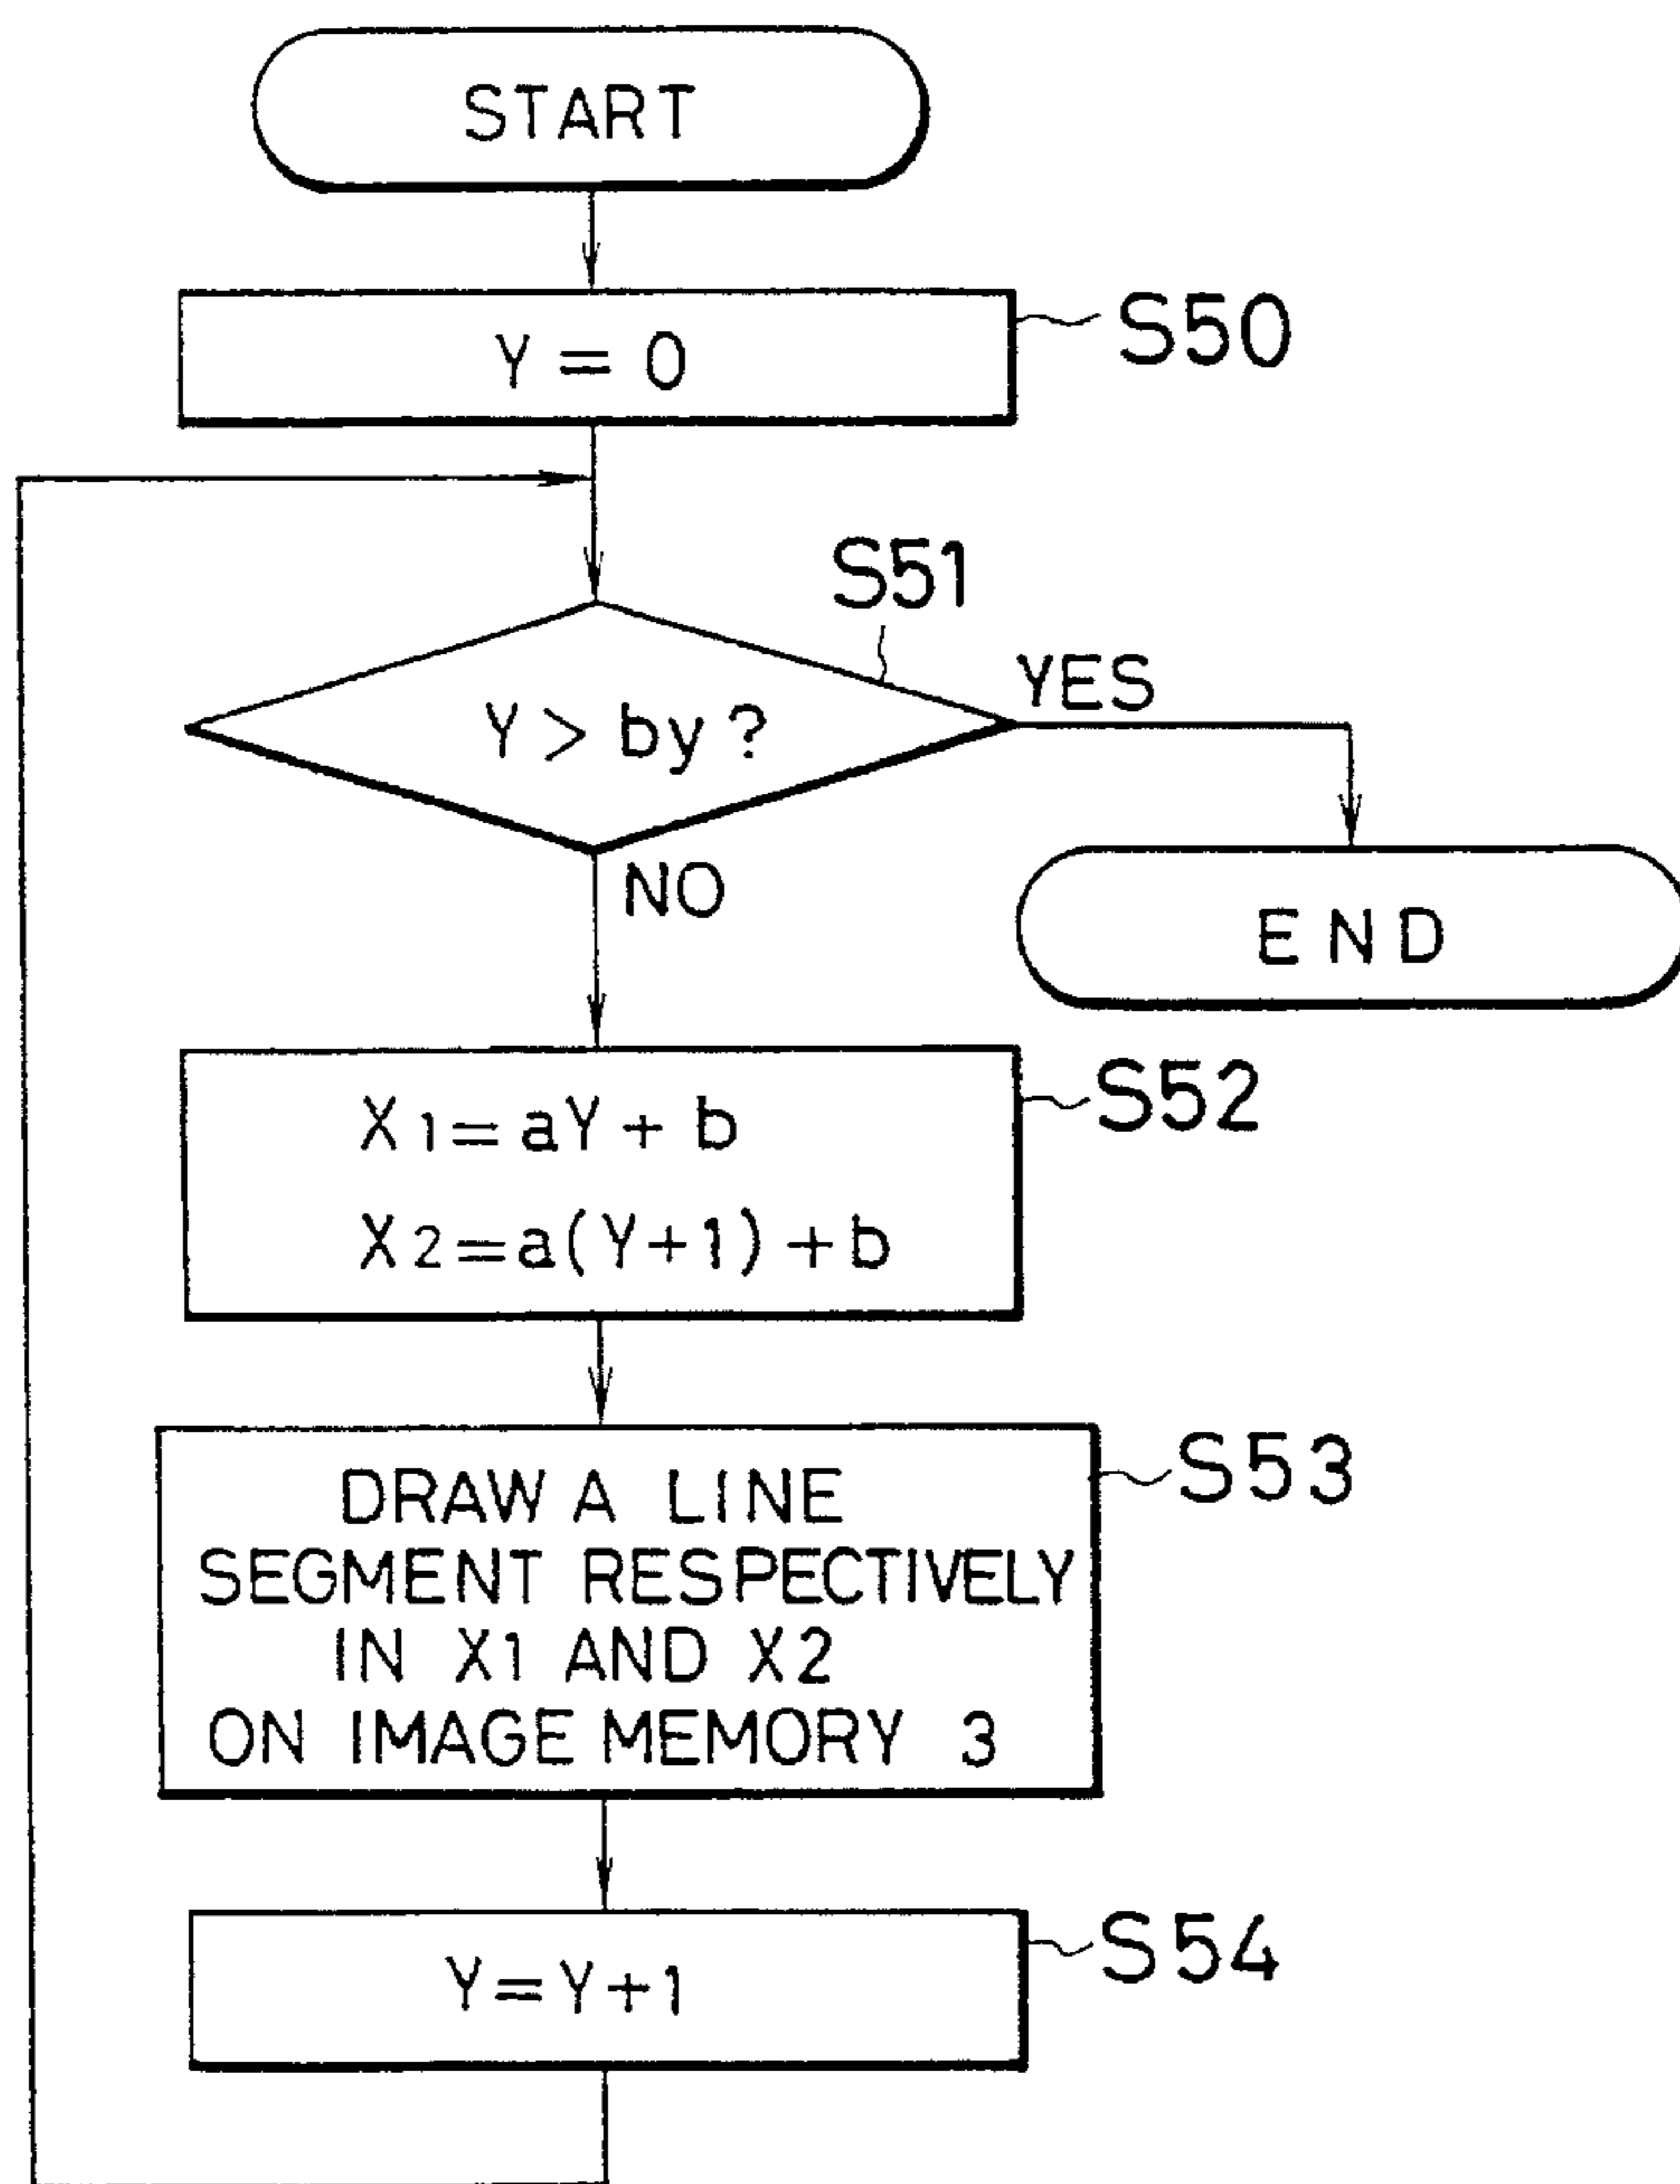 START
Y = 0
S50
S51
Y > by ?
YES
NO
END
X1 = aY + b
X2 = a(Y+1) + b
S52
DRAW A LINE
SEGMENT RESPECTIVELY
IN X1 AND X2
ON IMAGE MEMORY 3
S53
Y = Y+1
S54